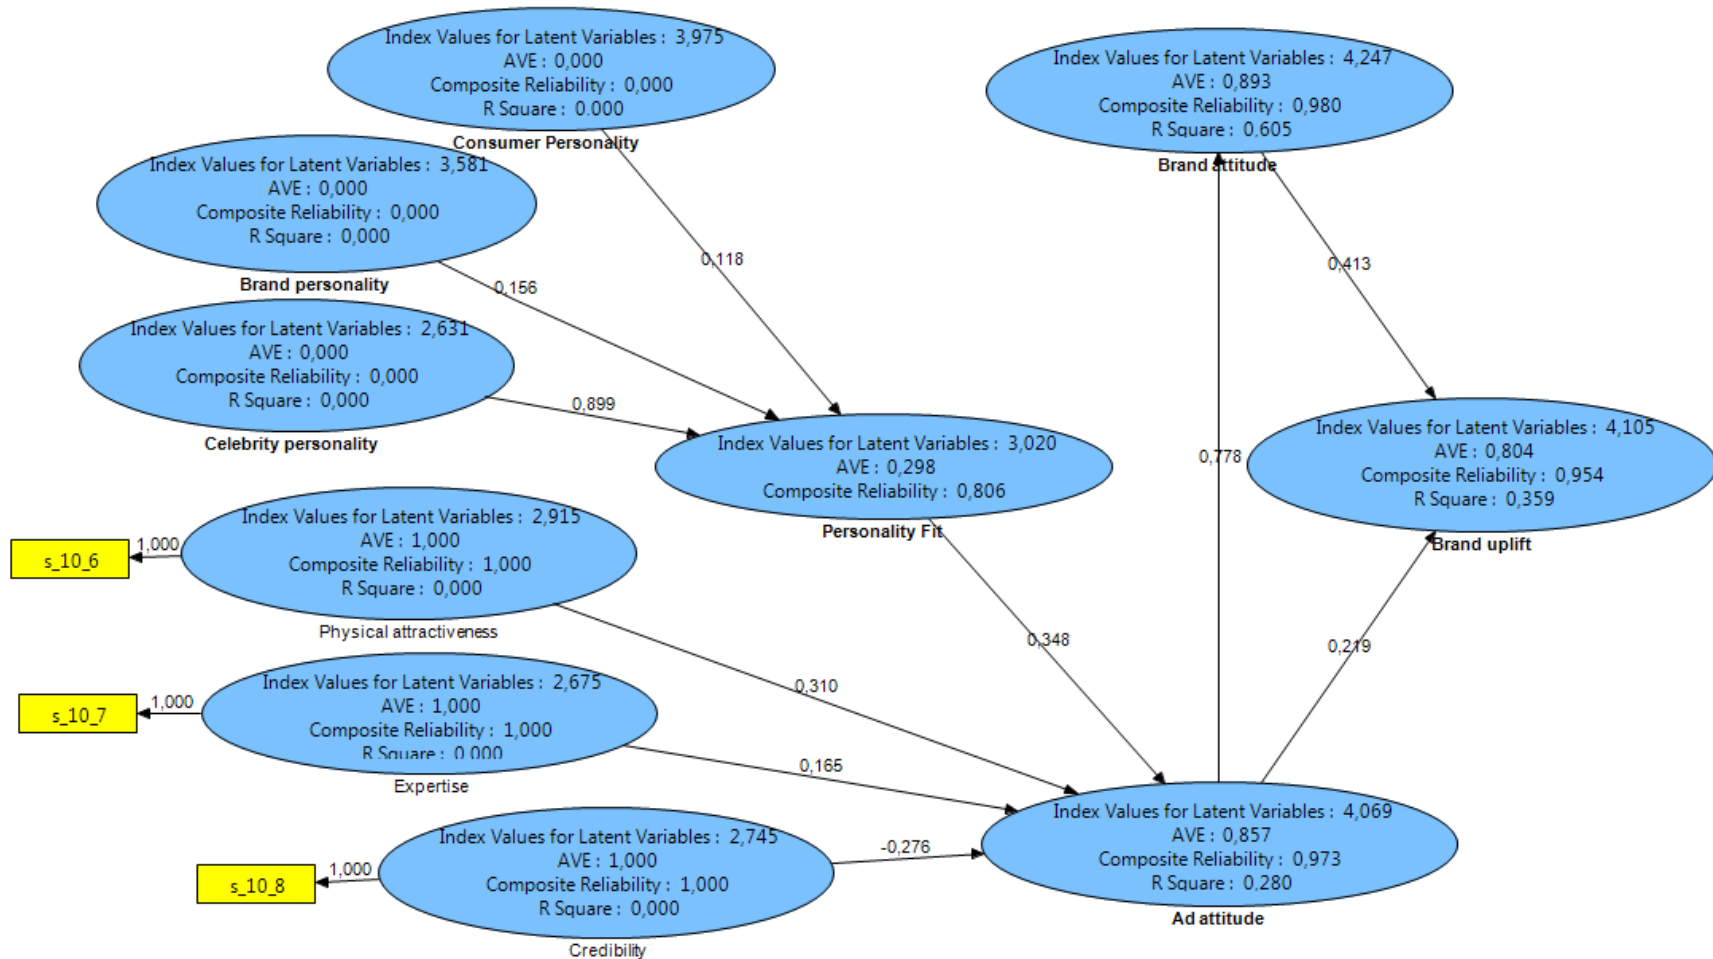 Index Values for Latent Variables : 3,975
AVE : 0,000
Composite Reliability : 0,000
R Square : 0.000
Consumer Personality
Index Values for Latent Variables : 3,581
AVE : 0,000
Composite Reliability : 0,000
R Square : 0,000
Brand personality
Index Values for Latent Variables : 2,631
AVE : 0,000
Composite Reliability : 0,000
R Square : 0,000
Celebrity personality
0,118
0,156
0,899
Index Values for Latent Variables : 3,020
AVE : 0,298
Composite Reliability : 0,806
Personality Fit
s_10_6
1,000
Index Values for Latent Variables : 2,915
AVE : 1,000
Composite Reliability : 1,000
R Square : 0,000
Physical attractiveness
s_10_7
1,000
Index Values for Latent Variables : 2,675
AVE : 1,000
Composite Reliability : 1,000
R Square : 0,000
Expertise
s_10_8
1,000
Index Values for Latent Variables : 2,745
AVE : 1,000
Composite Reliability : 1,000
R Square : 0,000
Credibility
0,348
0,310
0,165
-0,276
Index Values for Latent Variables : 4,069
AVE : 0,857
Composite Reliability : 0,973
R Square : 0,280
Ad attitude
0,778
0,219
Index Values for Latent Variables : 4,247
AVE : 0,893
Composite Reliability : 0,980
R Square : 0,605
Brand attitude
0,413
Index Values for Latent Variables : 4,105
AVE : 0,804
Composite Reliability : 0,954
R Square : 0,359
Brand uplift